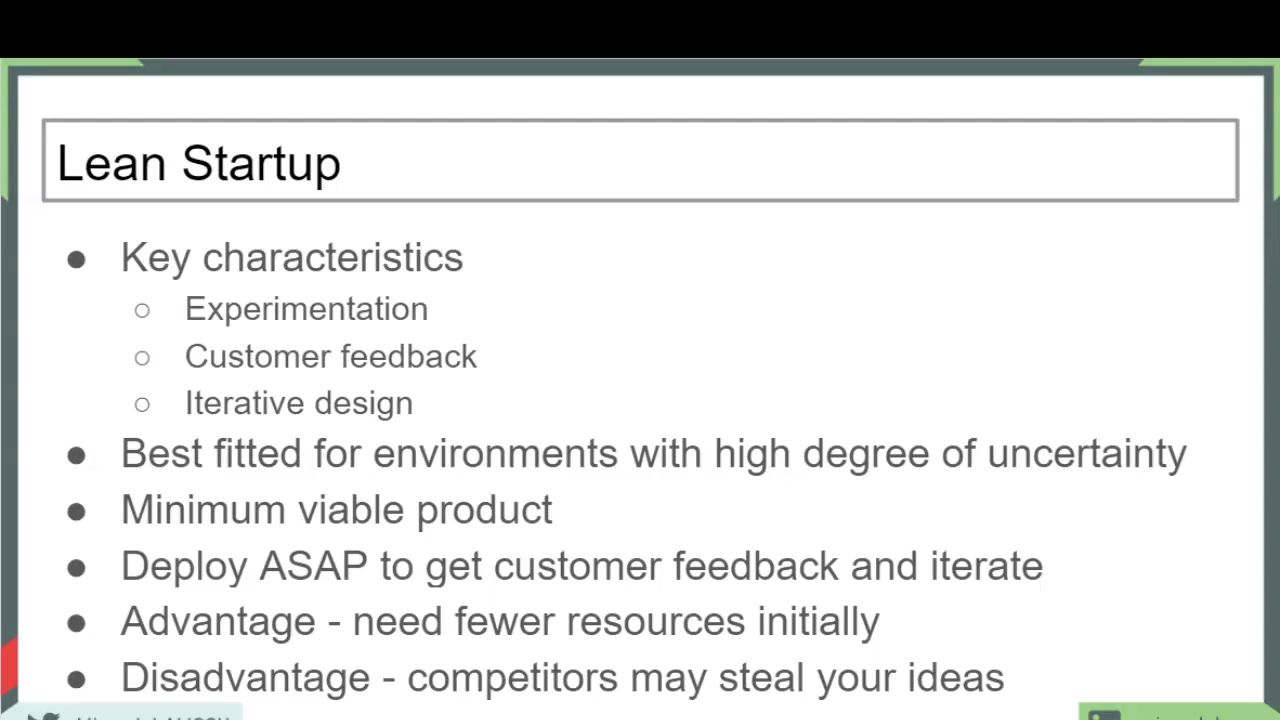 Lean Startup
● Key characteristics
○ Experimentation
○ Customer feedback
○ Iterative design
● Best fitted for environments with high degree of uncertainty
● Minimum viable product
● Deploy ASAP to get customer feedback and iterate
● Advantage - need fewer resources initially
● Disadvantage - competitors may steal your ideas